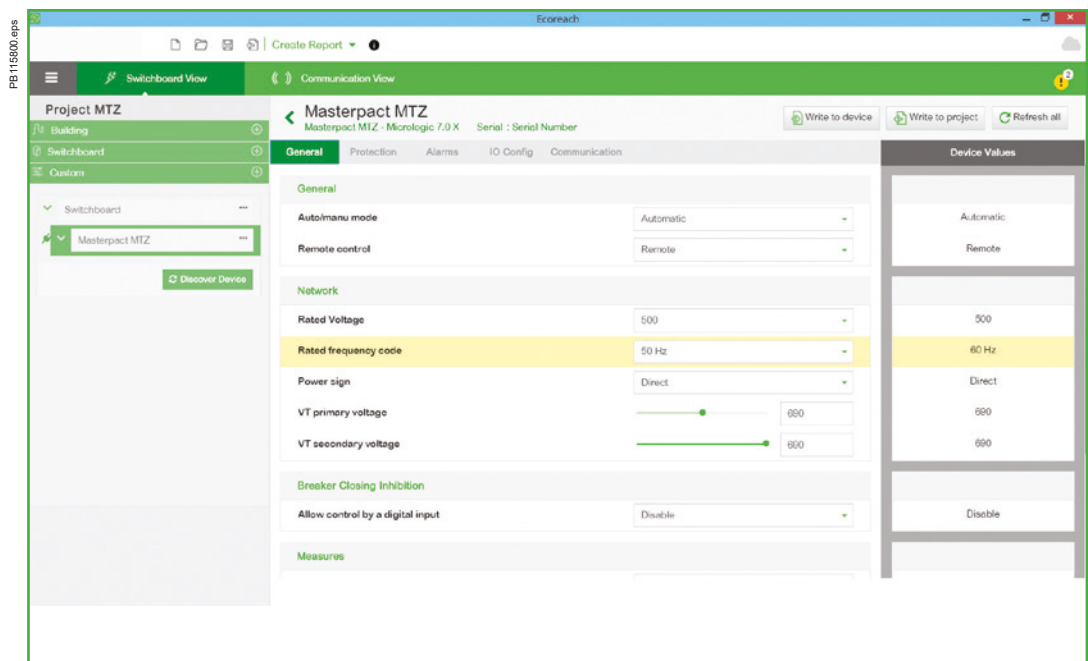 PB115800.eps
Ecoreach
Create Report
Switchboard View
Communication View
2
Project MTZ
Building
Switchboard
Custom
Switchboard
Masterpact MTZ
Discover Device
Masterpact MTZ
Masterpact MTZ - Micrologic 7.0 X Serial : Serial Number
Write to device
Write to project
Refresh all
General Protection Alarms IO Config Communication
Device Values
General
Auto/manu mode Automatic Automatic
Remote control Remote Remote
Network
Rated Voltage 500 500
Rated frequency code 50 Hz 60 Hz
Power sign Direct Direct
VT primary voltage 690 690
VT secondary voltage 690 690
Breaker Closing Inhibition
Allow control by a digital input Disable Disable
Measures